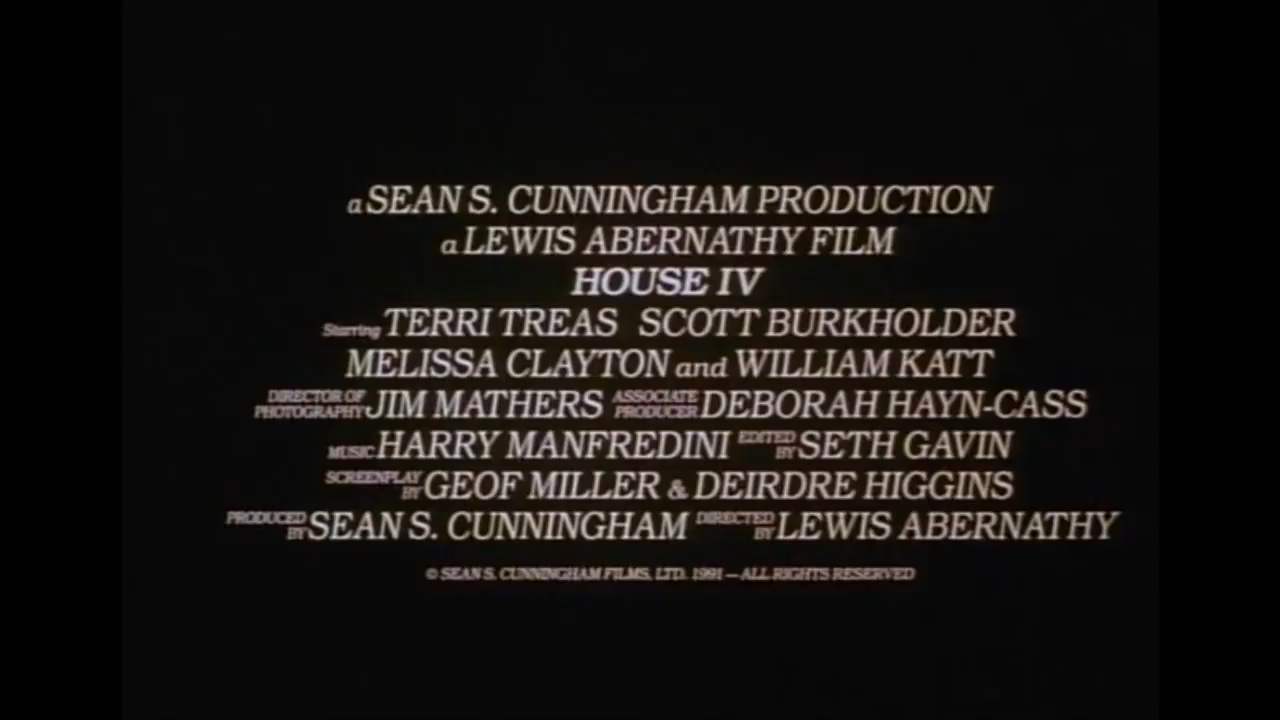 a SEAN S. CUNNINGHAM PRODUCTION
a LEWIS ABERNATHY FILM
HOUSE IV
Starring TERRI TREAS SCOTT BURKHOLDER
MELISSA CLAYTON and WILLIAM KATT
DIRECTOR OF PHOTOGRAPHY JIM MATHERS ASSOCIATE PRODUCER DEBORAH HAYN-CASS
MUSIC HARRY MANFREDINI EDITED BY SETH GAVIN
SCREENPLAY BY GEOF MILLER & DEIRDRE HIGGINS
PRODUCED BY SEAN S. CUNNINGHAM DIRECTED BY LEWIS ABERNATHY
© SEAN S. CUNNINGHAM FILMS, LTD. 1991 — ALL RIGHTS RESERVED